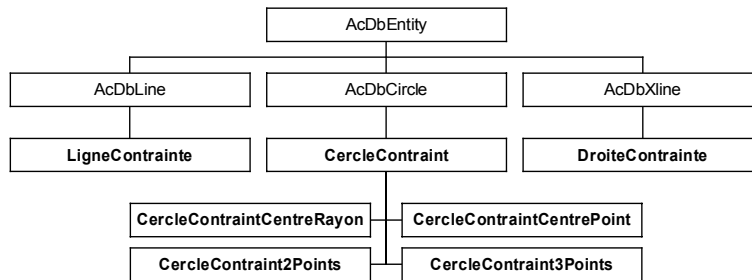 AcDbEntity
AcDbLine
AcDbCircle
AcDbXline
LigneContrainte
CercleContraint
DroiteContrainte
CercleContraintCentreRayon
CercleContraintCentrePoint
CercleContraint2Points
CercleContraint3Points